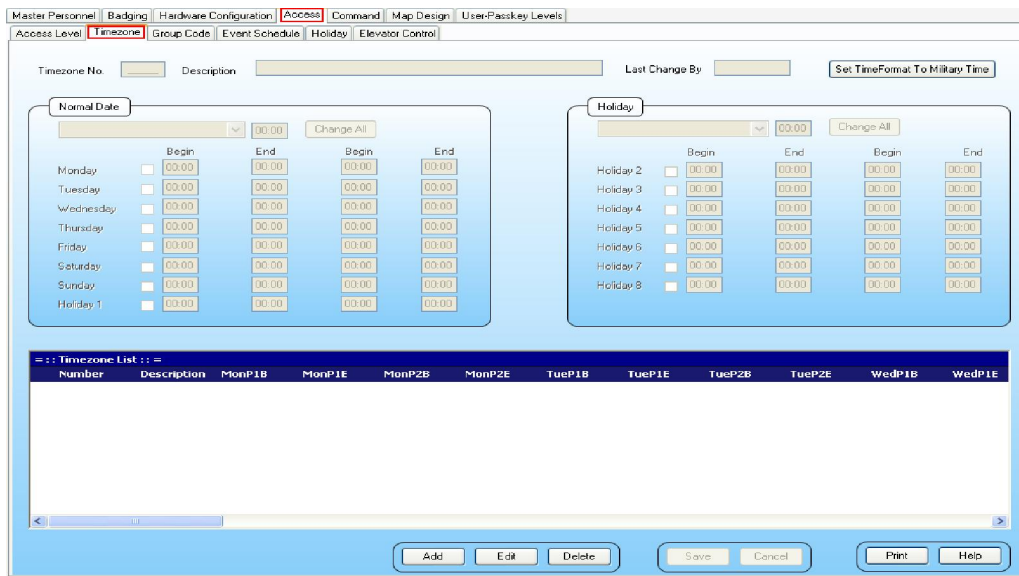 Master Personnel Badging Hardware Configuration Access Command Map Design User-Passkey Levels
Access Level Timezone Group Code Event Schedule Holiday Elevator Control
Timezone No. Description Last Change By Set TimeFormat To Military Time
Normal Date
00:00 Change All
Begin End Begin End
Monday 00:00 00:00 00:00 00:00
Tuesday 00:00 00:00 00:00 00:00
Wednesday 00:00 00:00 00:00 00:00
Thursday 00:00 00:00 00:00 00:00
Friday 00:00 00:00 00:00 00:00
Saturday 00:00 00:00 00:00 00:00
Sunday 00:00 00:00 00:00 00:00
Holiday 1 00:00 00:00 00:00 00:00
Holiday
00:00 Change All
Begin End Begin End
Holiday 2 00:00 00:00 00:00 00:00
Holiday 3 00:00 00:00 00:00 00:00
Holiday 4 00:00 00:00 00:00 00:00
Holiday 5 00:00 00:00 00:00 00:00
Holiday 6 00:00 00:00 00:00 00:00
Holiday 7 00:00 00:00 00:00 00:00
Holiday 8 00:00 00:00 00:00 00:00
=:: Timezone List :: =
Number Description MonP1B MonP1E MonP2B MonP2E TueP1B TueP1E TueP2B TueP2E WedP1B WedP1E
Add Edit Delete Save Cancel Print Help